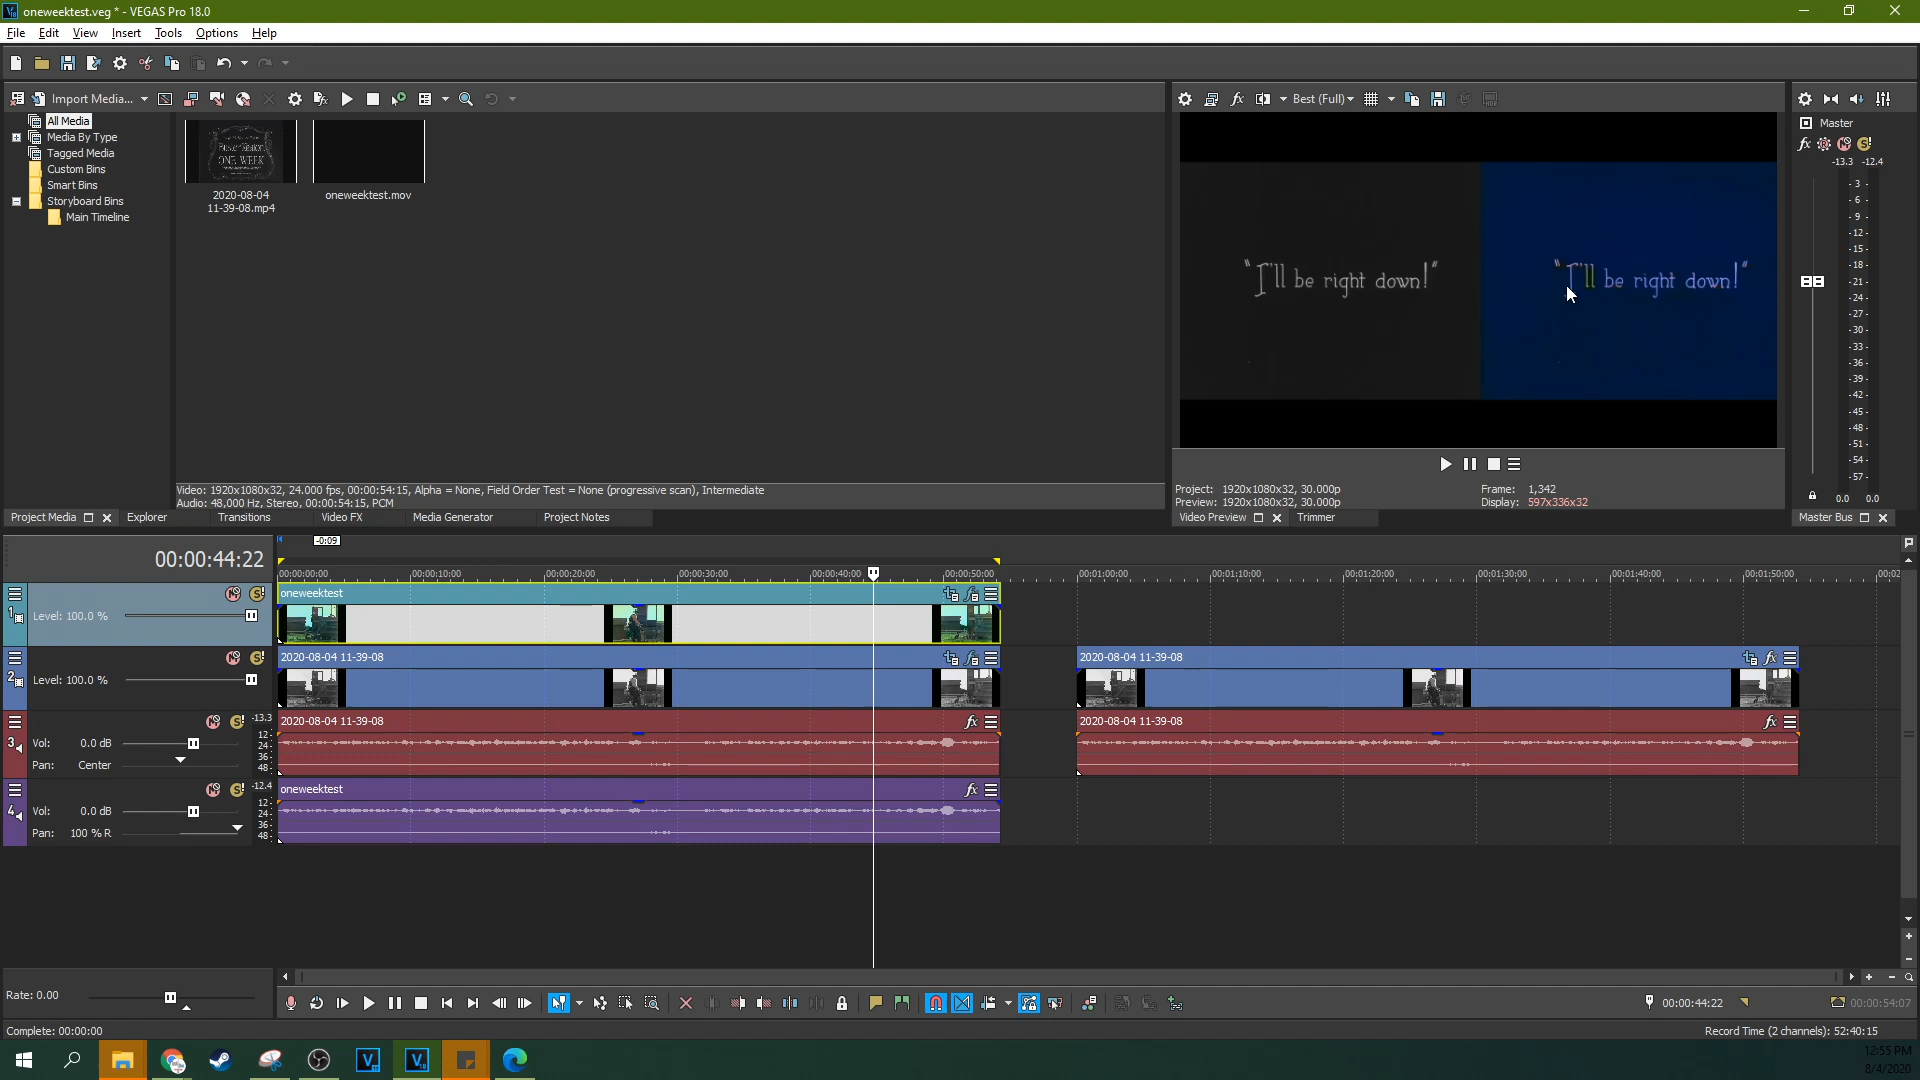 oneweektest.veg * - VEGAS Pro 18.0
File Edit View Insert Tools Options Help
Import Media...
Best (Full)
All Media
Media By Type
Tagged Media
Custom Bins
Smart Bins
Storyboard Bins
Main Timeline
Buster Keaton
ONE WEEK
2020-08-04
11-39-08.mp4
oneweektest.mov
Video: 1920x1080x32, 24.000 fps, 00:00:54:15, Alpha = None, Field Order Test = None (progressive scan), Intermediate
Audio: 48,000 Hz, Stereo, 00:00:54:15, PCM
Project Media Explorer Transitions Video FX Media Generator Project Notes
"I'll be right down!" "I'll be right down!"
Project: 1920x1080x32, 30.000p
Preview: 1920x1080x32, 30.000p
Frame: 1,342
Display: 597x336x32
Video Preview Trimmer
Master
fx
-13.3 -12.4
-3-
-6-
-9-
-12-
-15-
-18-
-21-
-24-
-27-
-30-
-33-
-36-
-39-
-42-
-45-
-48-
-51-
-54-
-57-
0.0 0.0
Master Bus
-0:09
00:00:44:22
00:00:00:00 00:00:10:00 00:00:20:00 00:00:30:00 00:00:40:00 00:00:50:00 00:01:00:00 00:01:10:00 00:01:20:00 00:01:30:00 00:01:40:00 00:01:50:00
1 Level: 100.0 %
oneweektest
2 Level: 100.0 %
2020-08-04 11-39-08 2020-08-04 11-39-08
3 Vol: 0.0 dB
Pan: Center
-13.3
12-
24-
36-
48-
2020-08-04 11-39-08 2020-08-04 11-39-08
4 Vol: 0.0 dB
Pan: 100 % R
-12.4
12-
24-
36-
48-
oneweektest
Rate: 0.00
00:00:44:22 00:00:54:07
Complete: 00:00:00
Record Time (2 channels): 52:40:15
12:55 PM
8/4/2020